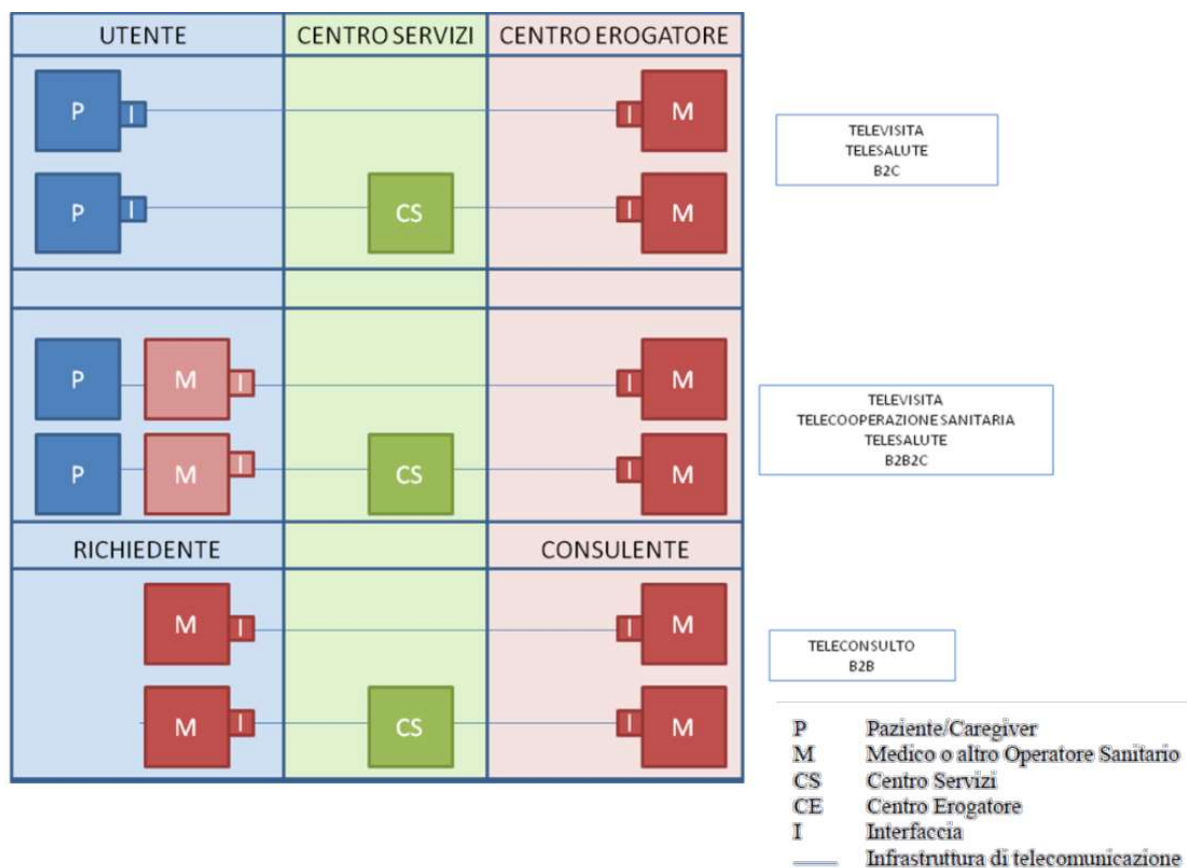 UTENTE CENTRO SERVIZI CENTRO EROGATORE
P I I M
P I CS I M
TELEVISITA
TELESALUTE
B2C
P M I I M
P M I CS I M
TELEVISITA
TELECOOPERAZIONE SANITARIA
TELESALUTE
B2B2C
RICHIEDENTE CONSULENTE
M I I M
M I CS I M
TELECONSULTO
B2B
P Paziente/Caregiver
M Medico o altro Operatore Sanitario
CS Centro Servizi
CE Centro Erogatore
I Interfaccia
Infrastruttura di telecomunicazione